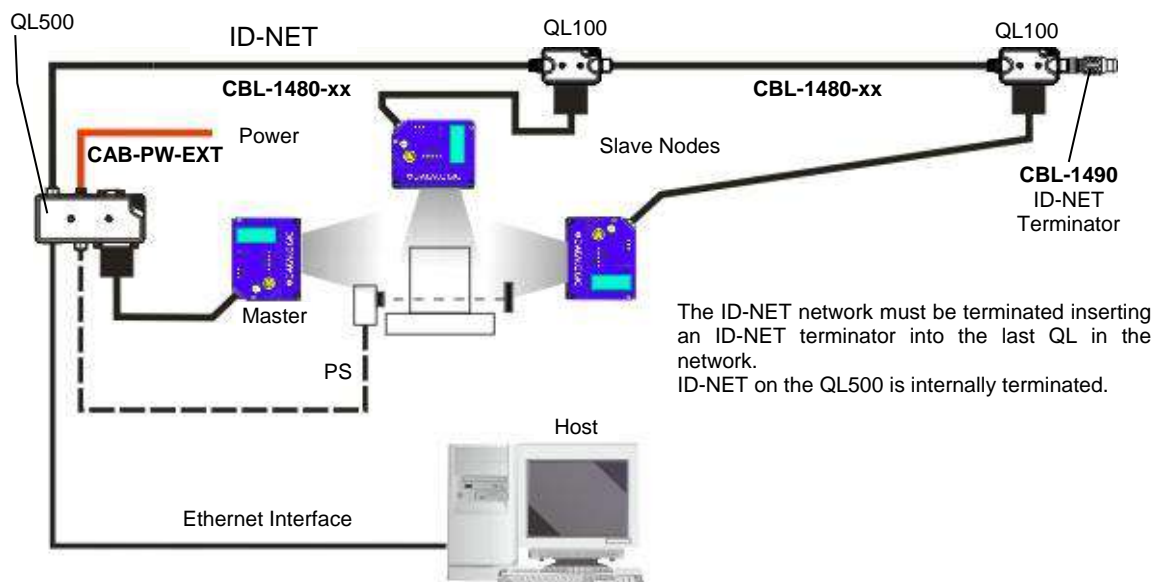 QL500
ID-NET
QL100
QL100
CBL-1480-xx
CBL-1480-xx
Power
CAB-PW-EXT
Slave Nodes
CBL-1490
ID-NET
Terminator
Master
PS
The ID-NET network must be terminated inserting
an ID-NET terminator into the last QL in the
network.
ID-NET on the QL500 is internally terminated.
Host
Ethernet Interface